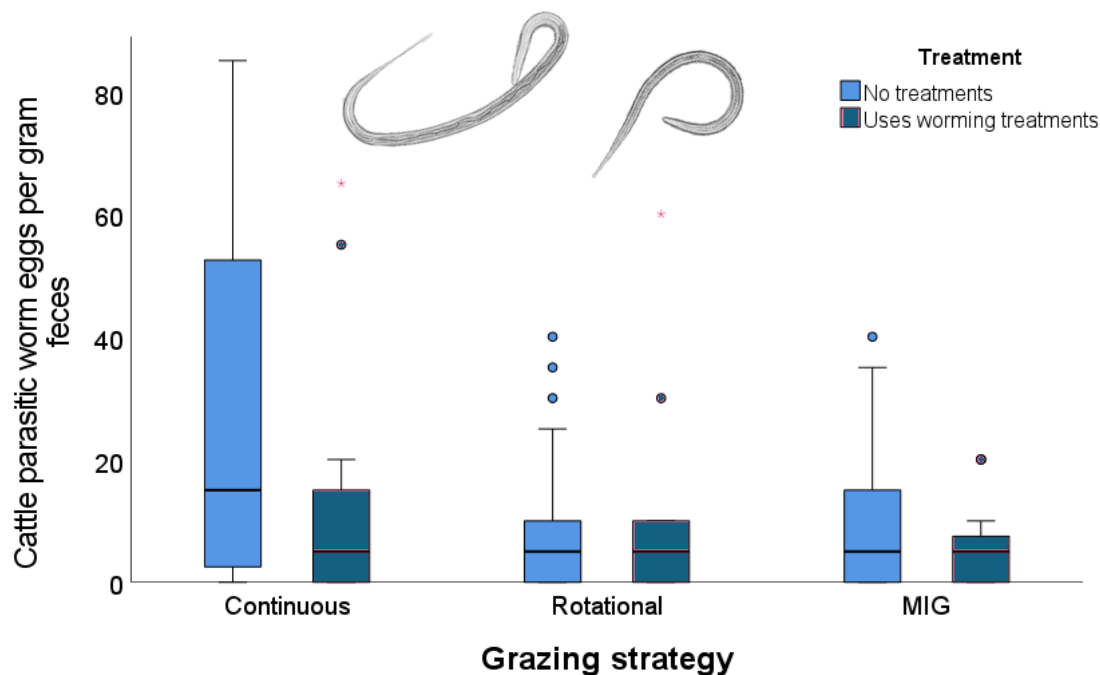 Treatment
No treatments
Uses worming treatments
Cattle parasitic worm eggs per gram
feces
80
60
40
20
0
Continuous
Rotational
MIG
Grazing strategy